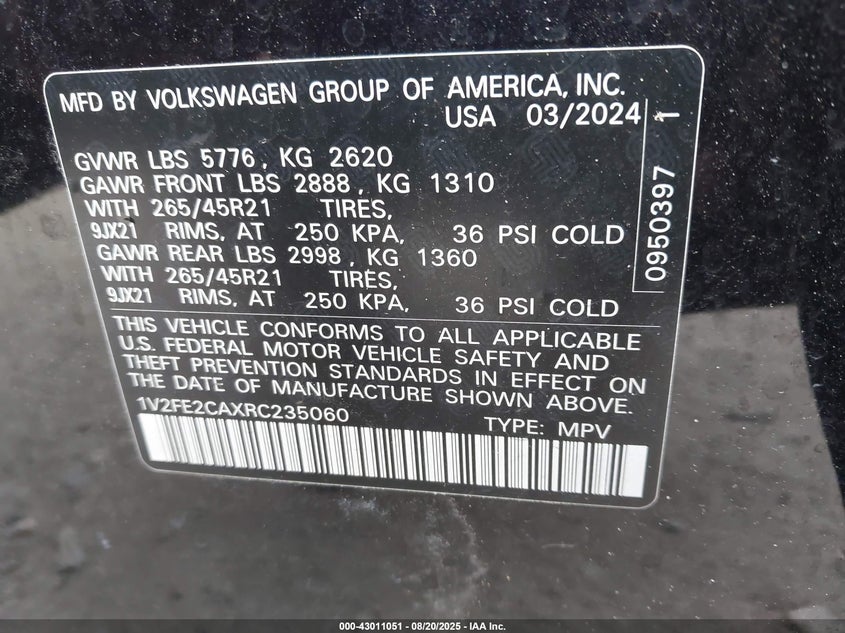 MFD BY VOLKSWAGEN GROUP OF AMERICA, INC.
USA 03/2024
GVWR LBS 5776, KG 2620
GAWR FRONT LBS 2888, KG 1310
WITH 265/45R21 TIRES,
9JX21 RIMS, AT 250 KPA, 36 PSI COLD
GAWR REAR LBS 2998, KG 1360
WITH 265/45R21 TIRES,
9JX21 RIMS, AT 250 KPA, 36 PSI COLD
0950397 1
THIS VEHICLE CONFORMS TO ALL APPLICABLE
U.S. FEDERAL MOTOR VEHICLE SAFETY AND
THEFT PREVENTION STANDARDS IN EFFECT ON
THE DATE OF MANUFACTURE SHOWN ABOVE.
1V2FE2CAXRC235060 TYPE: MPV
000-43011051 - 08/20/2025 - IAA Inc.